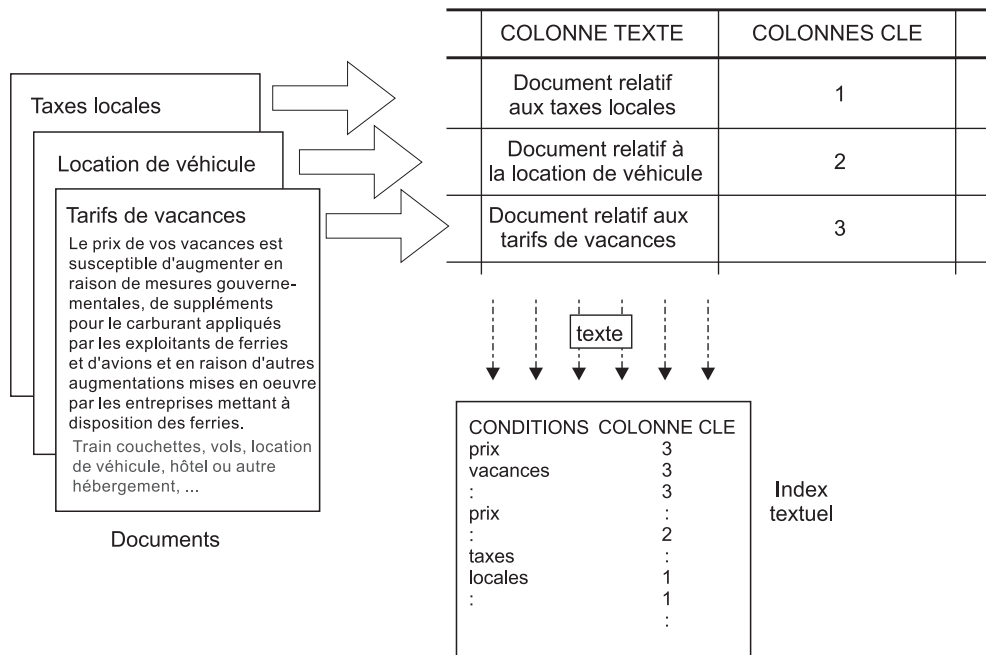 COLONNE TEXTE COLONNES CLE
Document relatif
aux taxes locales
1
Document relatif à
la location de véhicule
2
Document relatif aux
tarifs de vacances
3
Taxes locales
Location de véhicule
Tarifs de vacances
Le prix de vos vacances est
susceptible d'augmenter en
raison de mesures gouverne-
mentales, de suppléments
pour le carburant appliqués
par les exploitants de ferries
et d'avions et en raison d'autres
augmentations mises en oeuvre
par les entreprises mettant à
disposition des ferries.
Train couchettes, vols, location
de véhicule, hôtel ou autre
hébergement, ...
Documents
texte
CONDITIONS COLONNE CLE
prix 3
vacances 3
: 3
prix :
: 2
taxes :
locales 1
: 1
:
Index
textuel